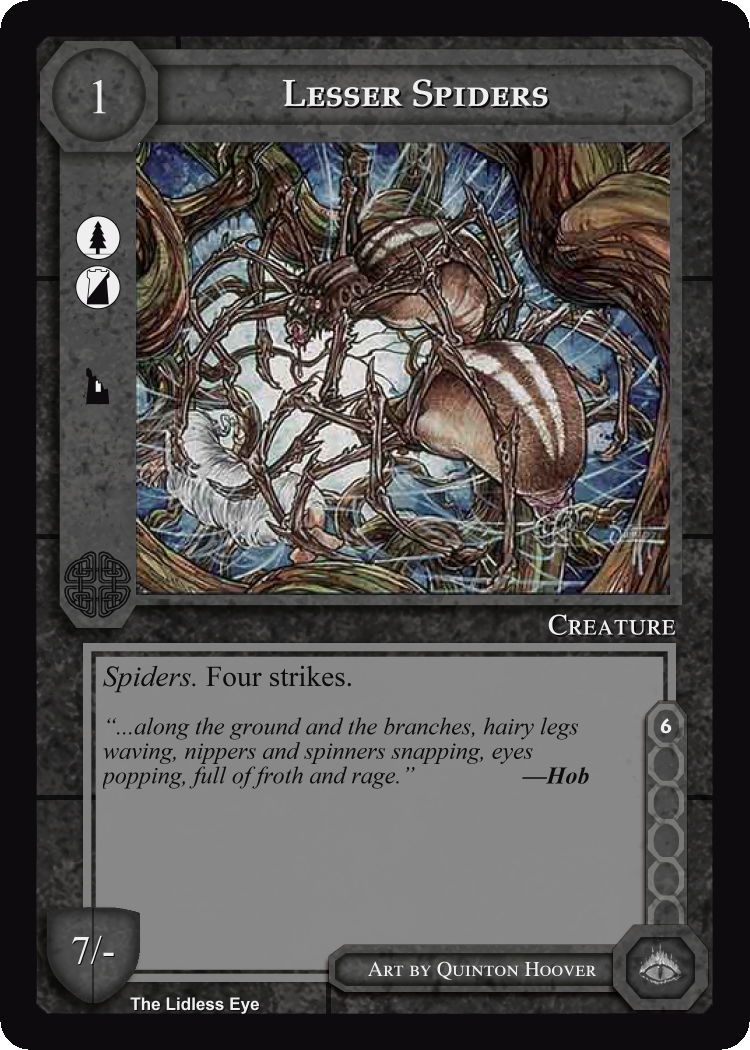 1
LESSER SPIDERS
CREATURE
Spiders. Four strikes.
“...along the ground and the branches, hairy legs
waving, nippers and spinners snapping, eyes
popping, full of froth and rage.” —Hob
6
7/-
ART BY QUINTON HOOVER
The Lidless Eye